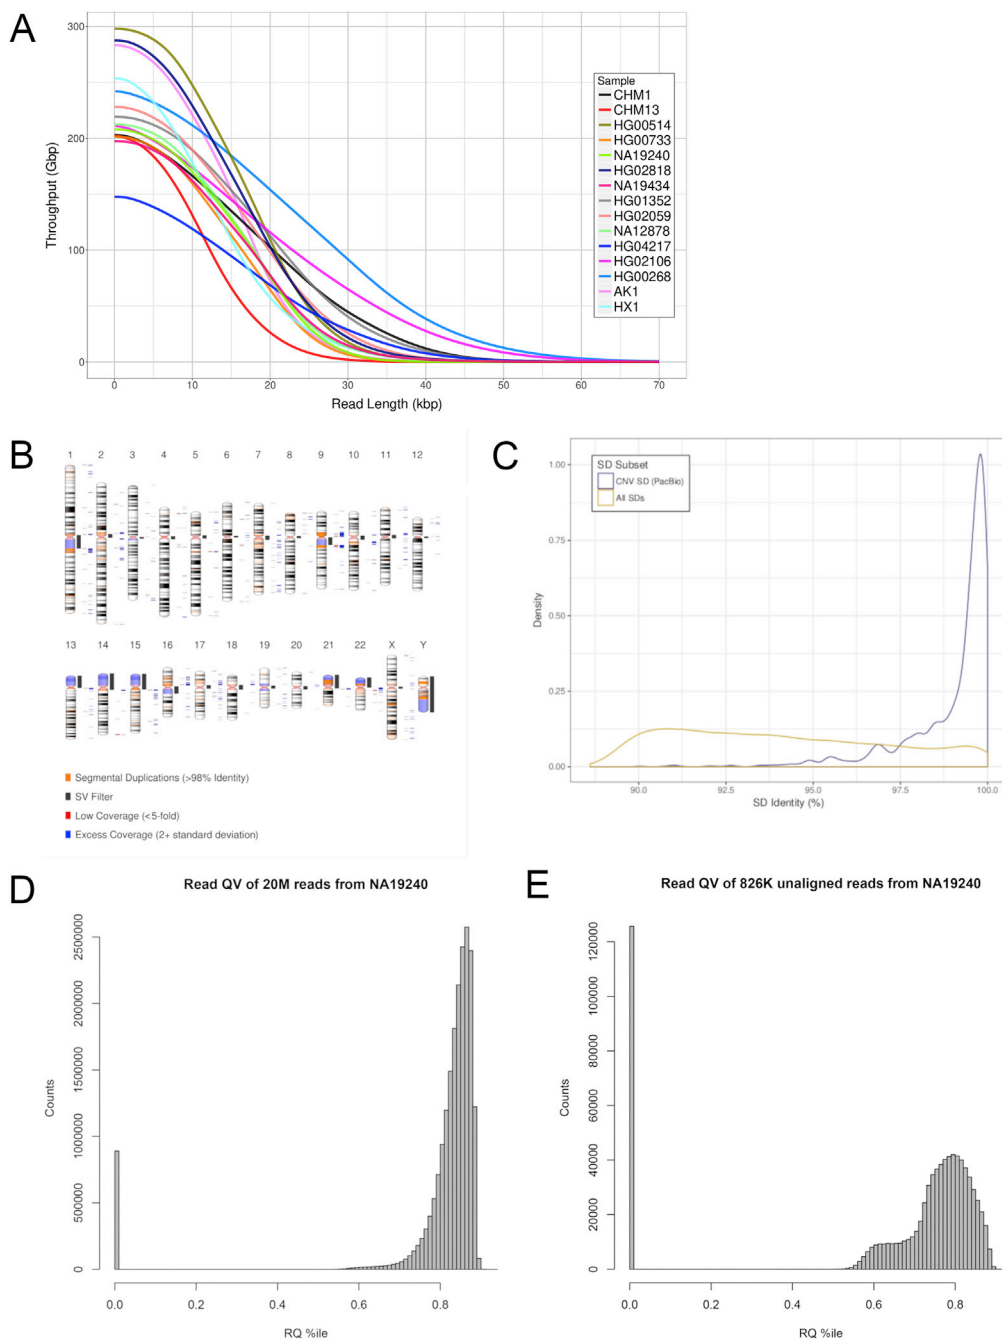 A
300
200
100
0
Throughput (Gbp)
0 10 20 30 40 50 60 70
Read Length (kbp)
Sample
CHM1
CHM13
HG00514
HG00733
NA19240
HG02818
NA19434
HG01352
HG02059
NA12878
HG04217
HG02106
HG00268
AK1
HX1
B
1 2 3 4 5 6 7 8 9 10 11 12
13 14 15 16 17 18 19 20 21 22 X Y
Segmental Duplications (>98% Identity)
SV Filter
Low Coverage (<5-fold)
Excess Coverage (2+ standard deviation)
C
SD Subset
CNV SD (PacBio)
All SDs
1.00
0.75
0.50
0.25
0.00
Density
90.0 92.5 95.0 97.5 100.0
SD Identity (%)
D
Read QV of 20M reads from NA19240
2500000
2000000
1500000
1000000
500000
0
Counts
0.0 0.2 0.4 0.6 0.8
RQ %ile
E
Read QV of 826K unaligned reads from NA19240
120000
100000
80000
60000
40000
20000
0
Counts
0.0 0.2 0.4 0.6 0.8
RQ %ile